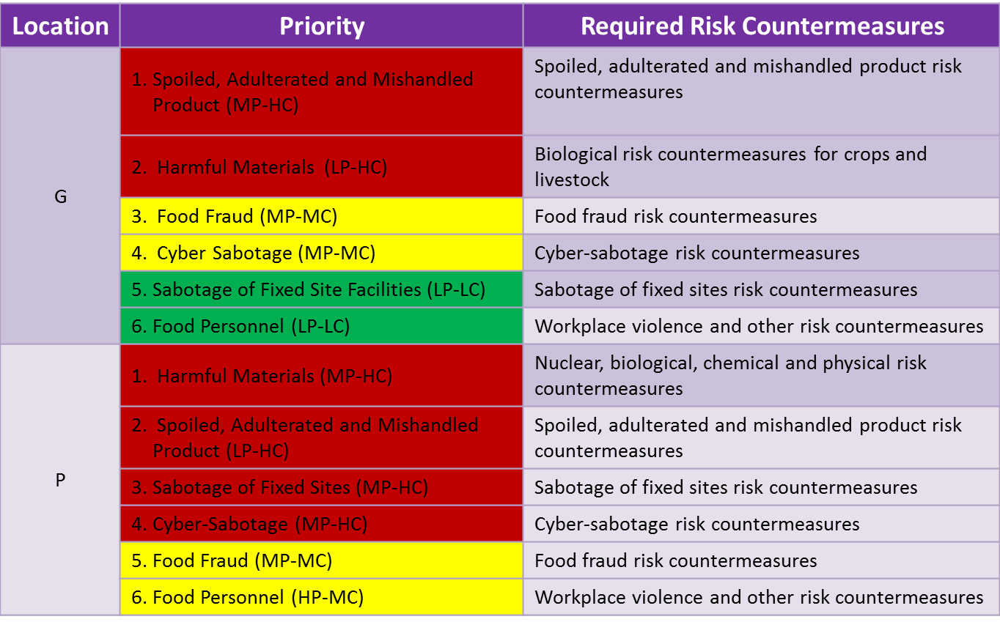 Location Priority Required Risk Countermeasures
G
1. Spoiled, Adulterated and Mishandled
Product (MP-HC)
Spoiled, adulterated and mishandled product risk
countermeasures
2. Harmful Materials (LP-HC)
Biological risk countermeasures for crops and
livestock
3. Food Fraud (MP-MC)
Food fraud risk countermeasures
4. Cyber Sabotage (MP-MC)
Cyber-sabotage risk countermeasures
5. Sabotage of Fixed Site Facilities (LP-LC)
Sabotage of fixed sites risk countermeasures
6. Food Personnel (LP-LC)
Workplace violence and other risk countermeasures
P
1. Harmful Materials (MP-HC)
Nuclear, biological, chemical and physical risk
countermeasures
2. Spoiled, Adulterated and Mishandled
Product (LP-HC)
Spoiled, adulterated and mishandled product risk
countermeasures
3. Sabotage of Fixed Sites (MP-HC)
Sabotage of fixed sites risk countermeasures
4. Cyber-Sabotage (MP-HC)
Cyber-sabotage risk countermeasures
5. Food Fraud (MP-MC)
Food fraud risk countermeasures
6. Food Personnel (HP-MC)
Workplace violence and other risk countermeasures